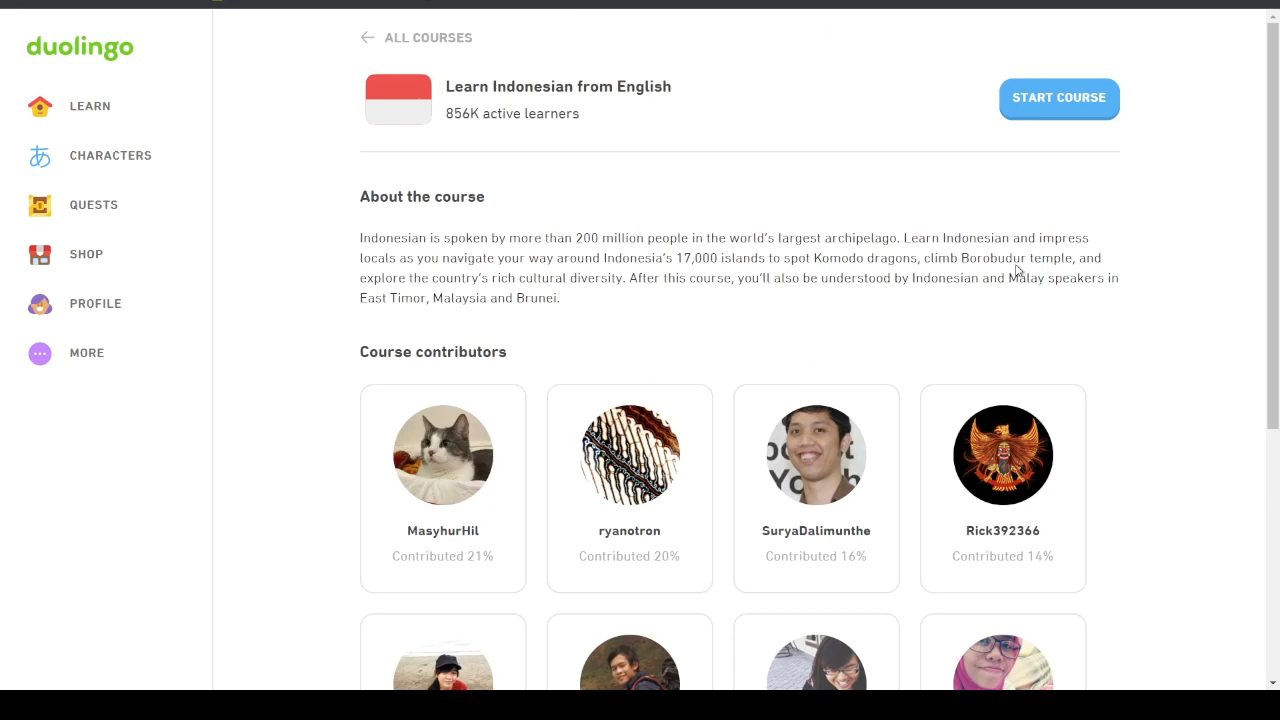 duolingo
LEARN
CHARACTERS
QUESTS
SHOP
PROFILE
MORE
ALL COURSES
Learn Indonesian from English
856K active learners
START COURSE
About the course
Indonesian is spoken by more than 200 million people in the world's largest archipelago. Learn Indonesian and impress
locals as you navigate your way around Indonesia's 17,000 islands to spot Komodo dragons, climb Borobudur temple, and
explore the country's rich cultural diversity. After this course, you'll also be understood by Indonesian and Malay speakers in
East Timor, Malaysia and Brunei.
Course contributors
MasyhurHil
Contributed 21%
ryanotron
Contributed 20%
SuryaDalimunthe
Contributed 16%
Rick392366
Contributed 14%